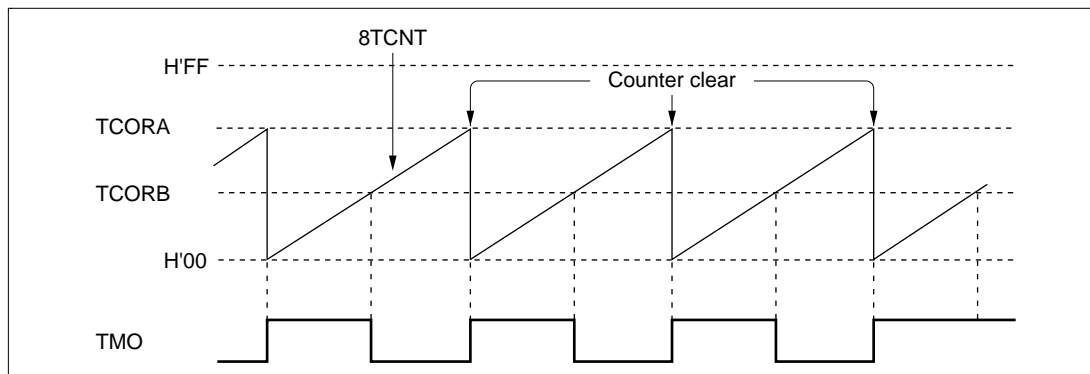 8TCNT
H'FF
Counter clear
TCORA
TCORB
H'00
TMO